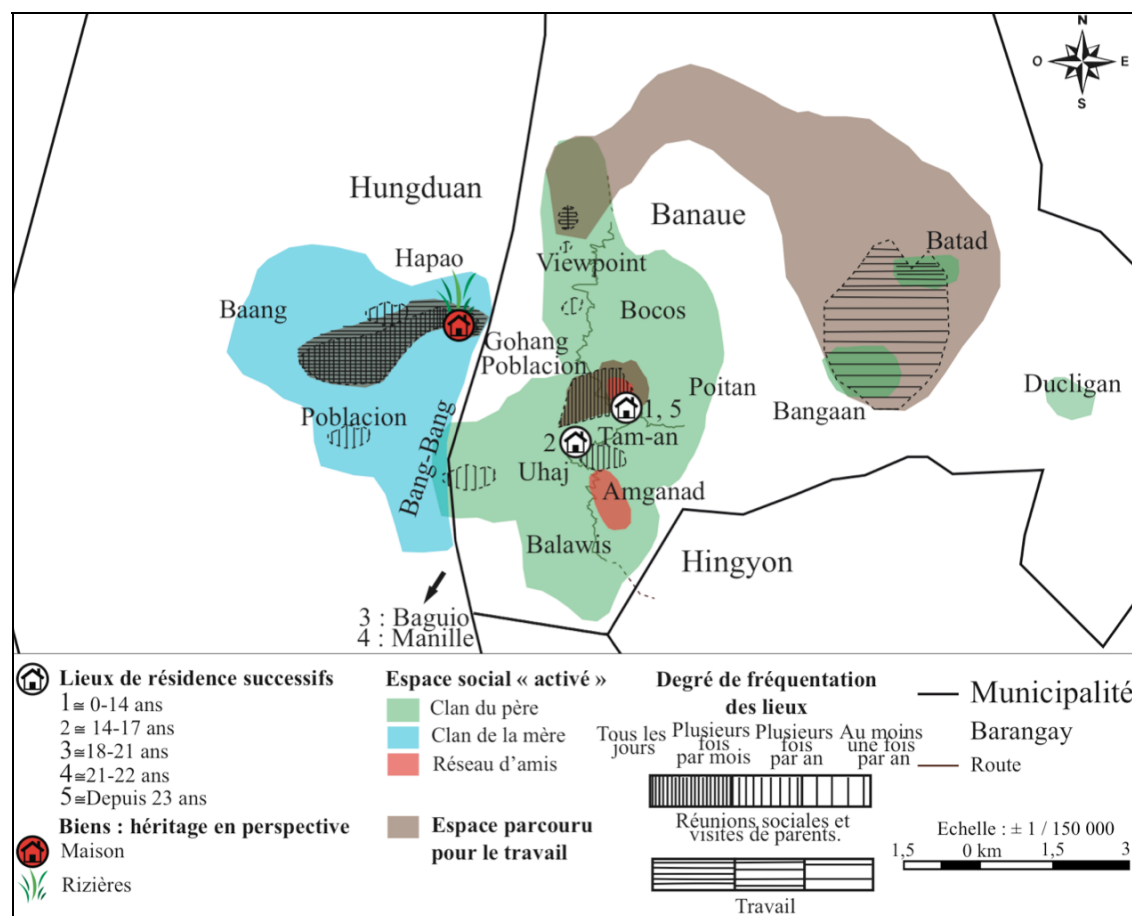 N
O E
S
Hungduan
Banaue
Batad
Hapao
Viewpoint
Baang
Bocos
Gohang
Poblacion
Poitan
Ducligan
1, 5
Bangaan
Poblacion
Bang-Bang
2 Tam-an
Uhaj
Amganad
Balawis
Hingyon
3 : Baguio
4 : Manille
Lieux de résidence successifs
1≅ 0-14 ans
2≅ 14-17 ans
3≅18-21 ans
4≅21-22 ans
5≅Depuis 23 ans
Biens : héritage en perspective
Maison
Rizières
Espace social « activé »
Clan du père
Clan de la mère
Réseau d'amis
Espace parcouru
pour le travail
Degré de fréquentation
des lieux
Tous les
jours
Plusieurs
fois
par mois
Plusieurs
fois
par an
Au moins
une fois
par an
Réunions sociales et
visites de parents.
Travail
Municipalité
Barangay
Route
Echelle : ± 1 / 150 000
1,5 0 km 1,5 3